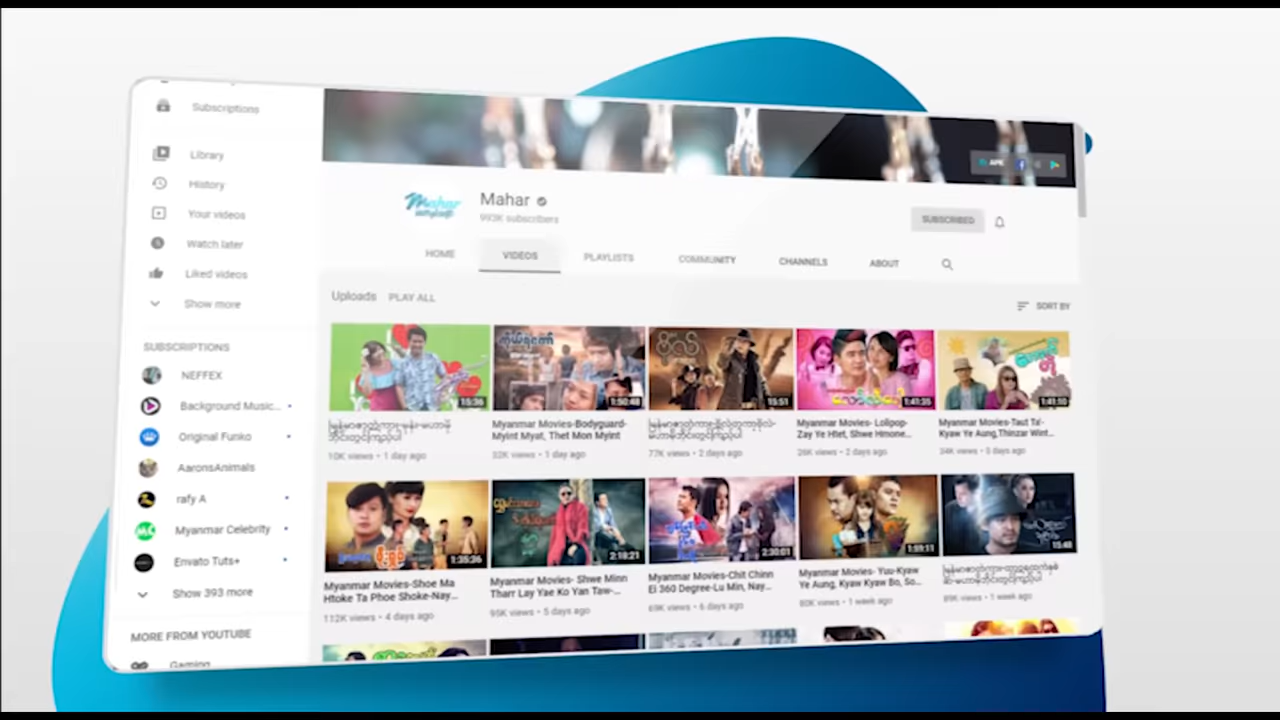 Subscriptions
Library
History
Your videos
Watch later
Liked videos
Show more
SUBSCRIPTIONS
NEFFEX
Background Music...
Original Funko
AaronsAnimals
rafy A
Myanmar Celebrity
Envato Tuts+
Show 393 more
MORE FROM YOUTUBE
Gaming
APK
Mahar
Mahar
993K subscribers
SUBSCRIBED
HOME VIDEOS PLAYLISTS COMMUNITY CHANNELS ABOUT
Uploads PLAY ALL
SORT BY
15:36
1:50:48
15:51
1:41:35
1:41:10
10K views • 1 day ago
Myanmar Movies-Bodyguard-
Myint Myat, Thet Mon Myint
32K views • 1 day ago
77K views • 2 days ago
Myanmar Movies- Lolipop-
Zay Ye Htet, Shwe Hmone...
26K views • 2 days ago
Myanmar Movies-Taut Ta'-
Kyaw Ye Aung,Thinzar Wint...
34K views • 3 days ago
1:35:36
2:18:21
2:30:01
1:59:11
15:48
Myanmar Movies-Shoe Ma
Htoke Ta Phoe Shoke-Nay...
112K views • 4 days ago
Myanmar Movies- Shwe Minn
Tharr Lay Yae Ko Yan Taw-...
95K views • 5 days ago
Myanmar Movies-Chit Chinn
Ei 360 Degree-Lu Min, Nay...
69K views • 6 days ago
Myanmar Movies- Yuu-Kyaw
Ye Aung, Kyaw Kyaw Bo, So...
80K views • 1 week ago
89K views • 1 week ago